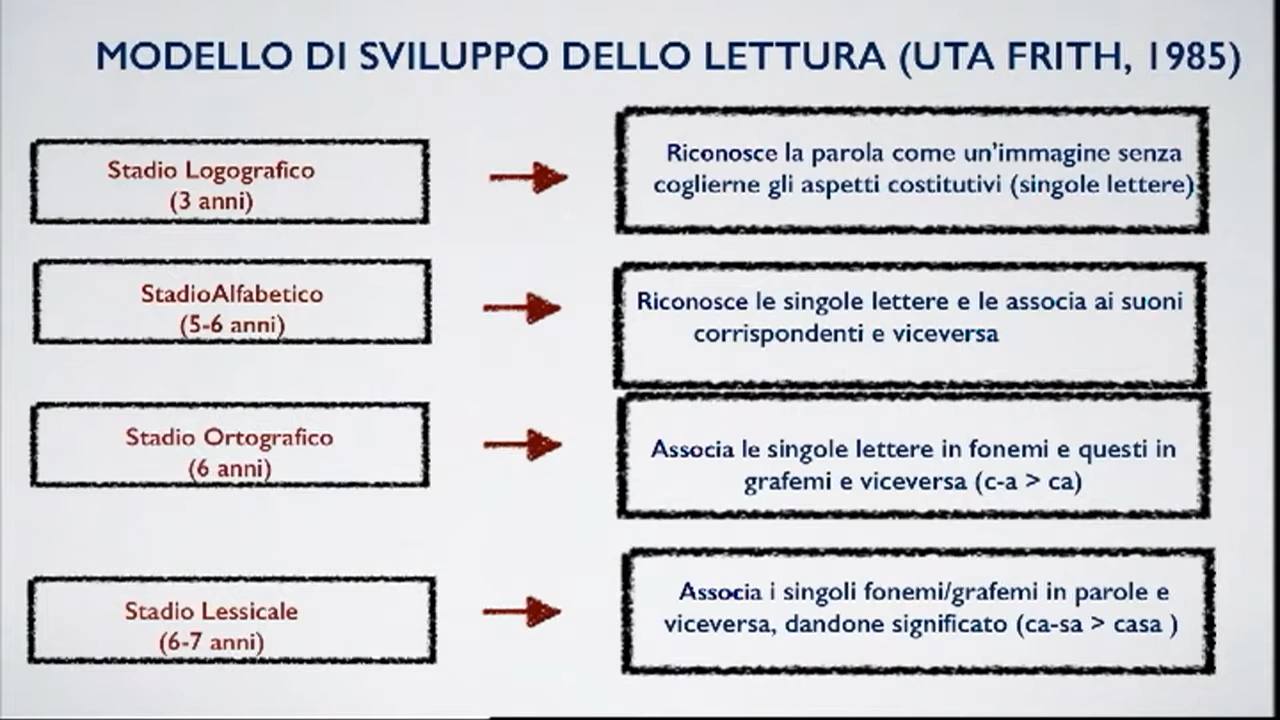 MODELLO DI SVILUPPO DELLO LETTURA (UTA FRITH, 1985)
Stadio Logografico
(3 anni)
Riconosce la parola come un'immagine senza
coglierne gli aspetti costitutivi (singole lettere)
StadioAlfabetico
(5-6 anni)
Riconosce le singole lettere e le associa ai suoni
corrispondenti e viceversa
Stadio Ortografico
(6 anni)
Associa le singole lettere in fonemi e questi in
grafemi e viceversa (c-a > ca)
Stadio Lessicale
(6-7 anni)
Associa i singoli fonemi/grafemi in parole e
viceversa, dandone significato (ca-sa > casa )